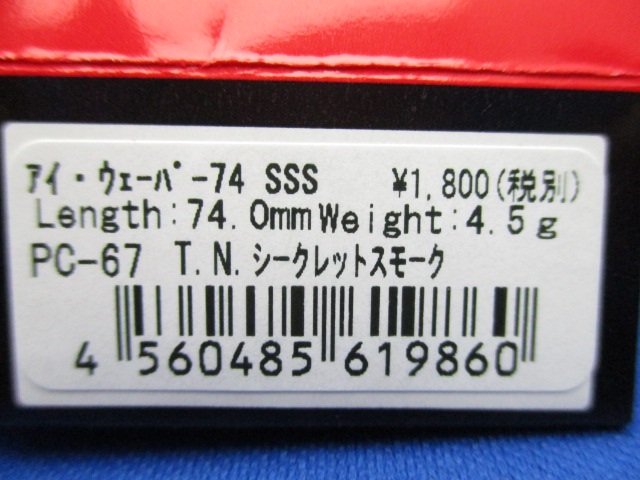 ｱｲ・ｳｪｰﾊﾞｰ74 SSS ¥1,800(税別)
Length:74.0mm Weight:4.5g
PC-67 T.N.ｼｰｸﾚｯﾄｽﾓｰｸ
4 560485 619860